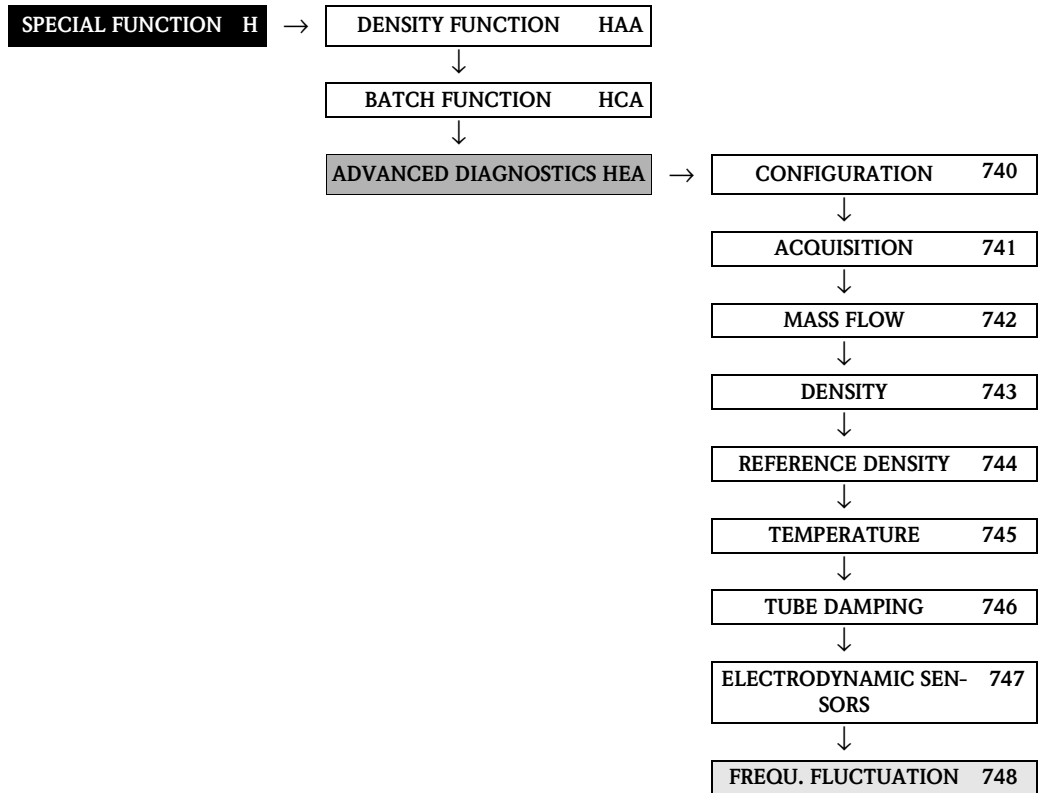 SPECIAL FUNCTION H → DENSITY FUNCTION HAA
↓
BATCH FUNCTION HCA
↓
ADVANCED DIAGNOSTICS HEA → CONFIGURATION 740
↓
ACQUISITION 741
↓
MASS FLOW 742
↓
DENSITY 743
↓
REFERENCE DENSITY 744
↓
TEMPERATURE 745
↓
TUBE DAMPING 746
↓
ELECTRODYNAMIC SEN- 747
SORS
↓
FREQU. FLUCTUATION 748